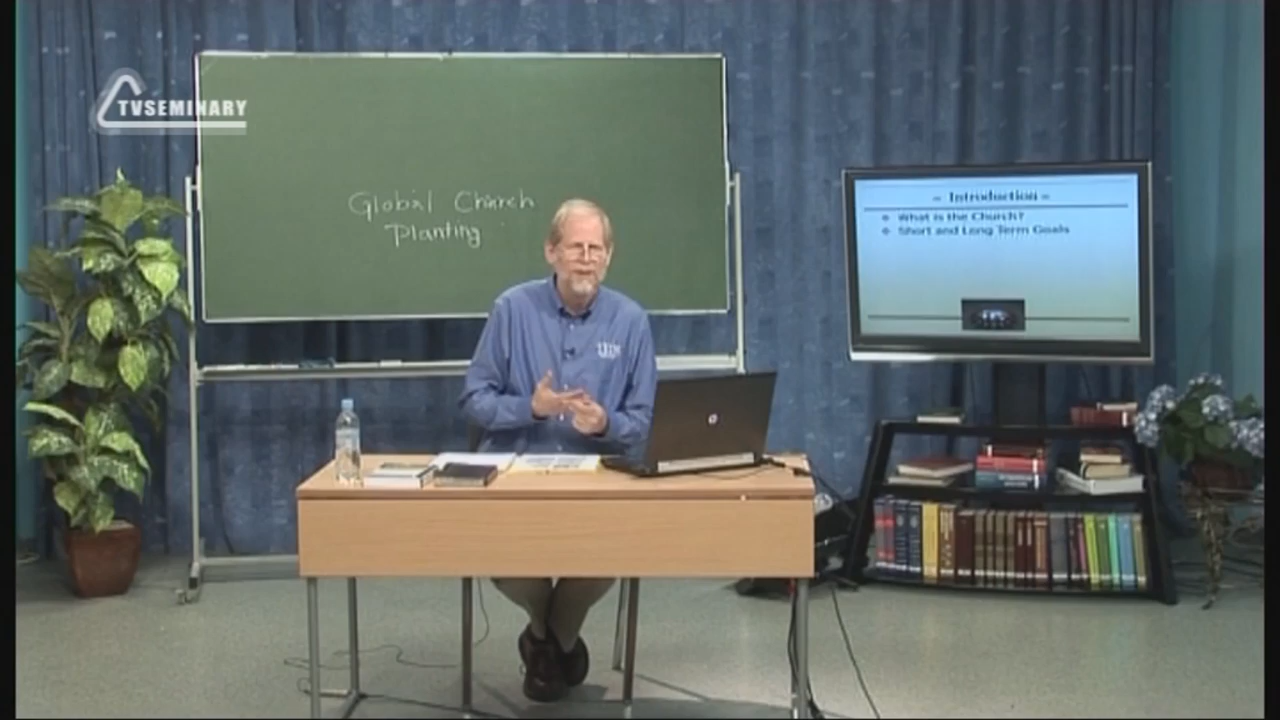 TVSEMINARY
Global Church
Planting
Introduction
What is the Church?
Short and Long Term Goals